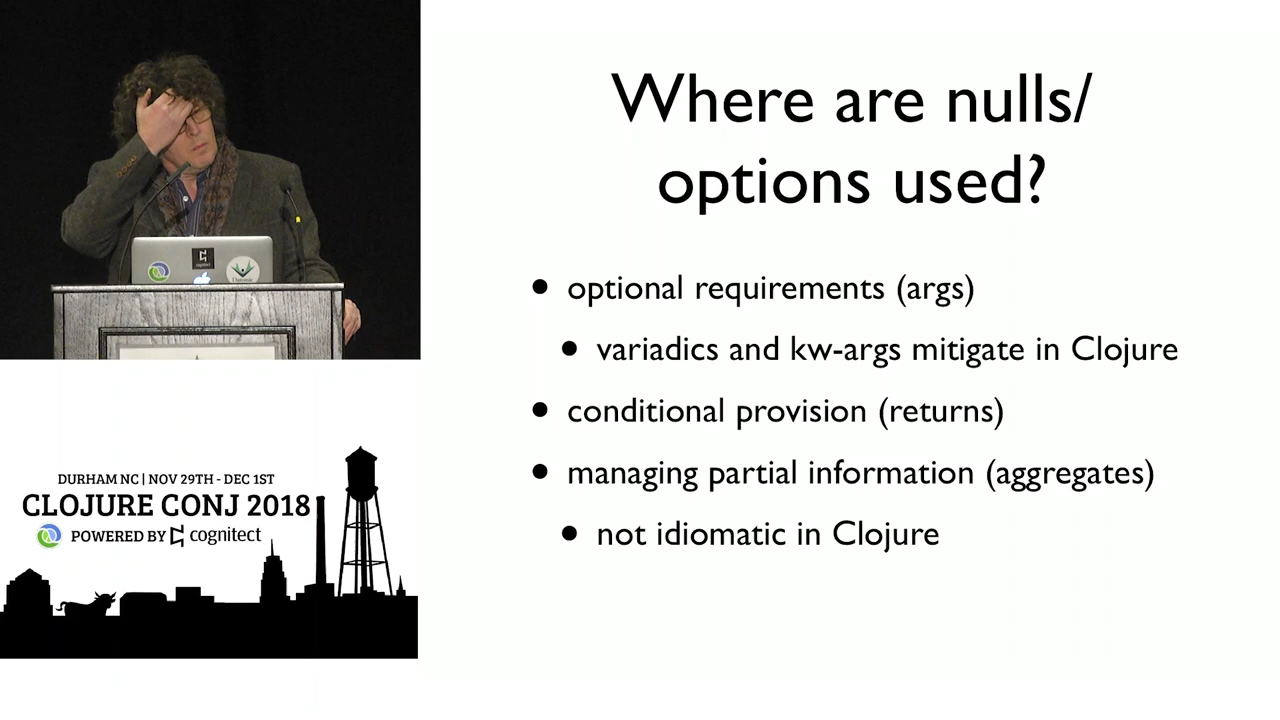 Where are nulls/
options used?
• optional requirements (args)
• variadics and kw-args mitigate in Clojure
• conditional provision (returns)
• managing partial information (aggregates)
• not idiomatic in Clojure
DURHAM NC | NOV 29TH - DEC 1ST
CLOJURE CONJ 2018
POWERED BY cognitect